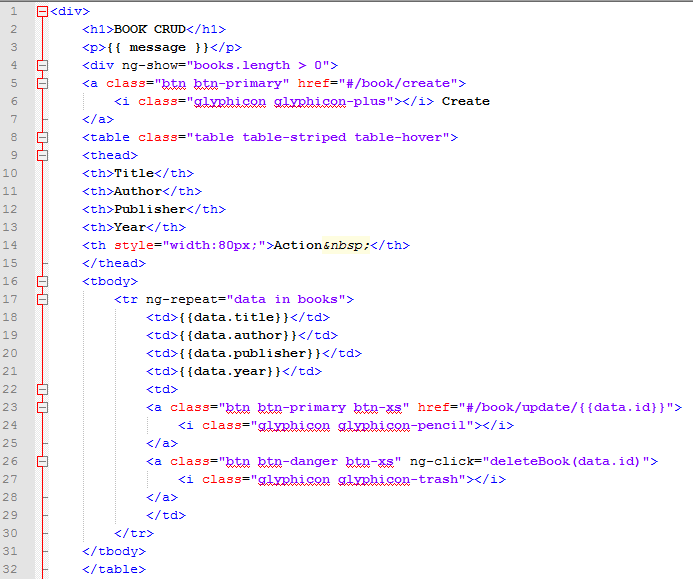 1 <div>
2 <h1>BOOK CRUD</h1>
3 <p>{{ message }}</p>
4 <div ng-show="books.length > 0">
5 <a class="btn btn-primary" href="#/book/create">
6 <i class="glyphicon glyphicon-plus"></i> Create
7 </a>
8 <table class="table table-striped table-hover">
9 <thead>
10 <th>Title</th>
11 <th>Author</th>
12 <th>Publisher</th>
13 <th>Year</th>
14 <th style="width:80px;">Action&nbsp;</th>
15 </thead>
16 <tbody>
17 <tr ng-repeat="data in books">
18 <td>{{data.title}}</td>
19 <td>{{data.author}}</td>
20 <td>{{data.publisher}}</td>
21 <td>{{data.year}}</td>
22 <td>
23 <a class="btn btn-primary btn-xs" href="#/book/update/{{data.id}}">
24 <i class="glyphicon glyphicon-pencil"></i>
25 </a>
26 <a class="btn btn-danger btn-xs" ng-click="deleteBook(data.id)">
27 <i class="glyphicon glyphicon-trash"></i>
28 </a>
29 </td>
30 </tr>
31 </tbody>
32 </table>